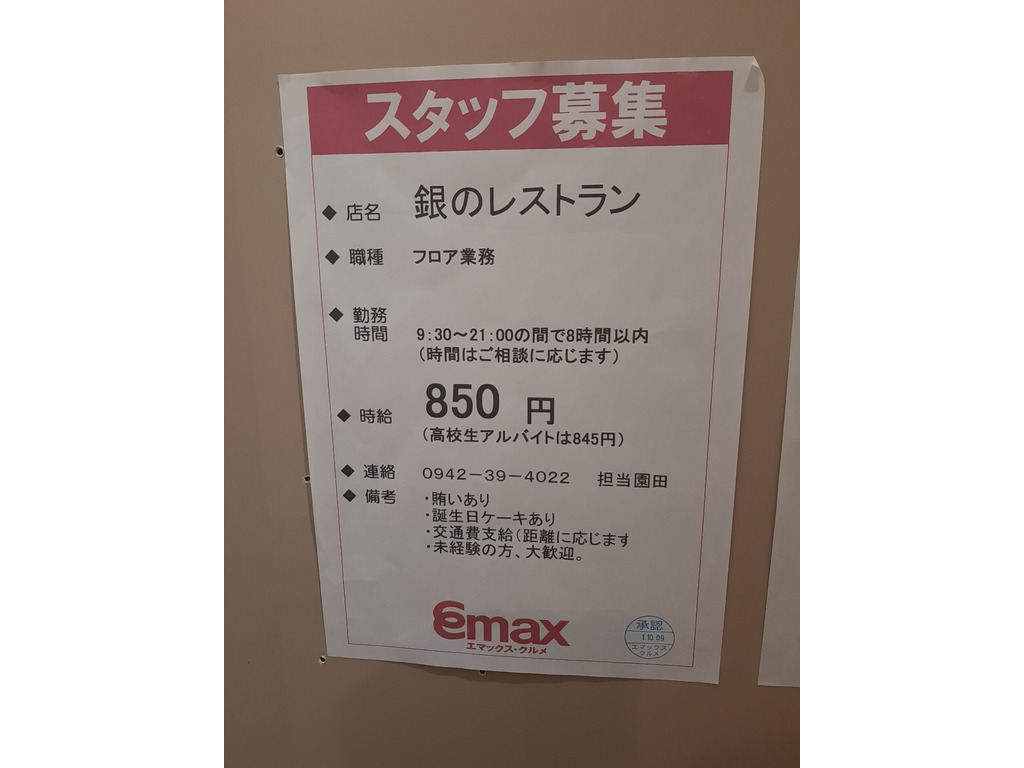 スタッフ募集
◆ 店名 銀のレストラン
◆ 職種 フロア業務
◆ 勤務
時間 9:30～21:00の間で8時間以内
(時間はご相談に応じます)
◆ 時給 850 円
(高校生アルバイトは845円)
◆ 連絡 0942－39－4022 担当園田
◆ 備考 ・賄いあり
・誕生日ケーキあり
・交通費支給(距離に応じます
・未経験の方、大歓迎。
emax
エマックス・クルメ
承認
1.10.09
エマックス
クルメ